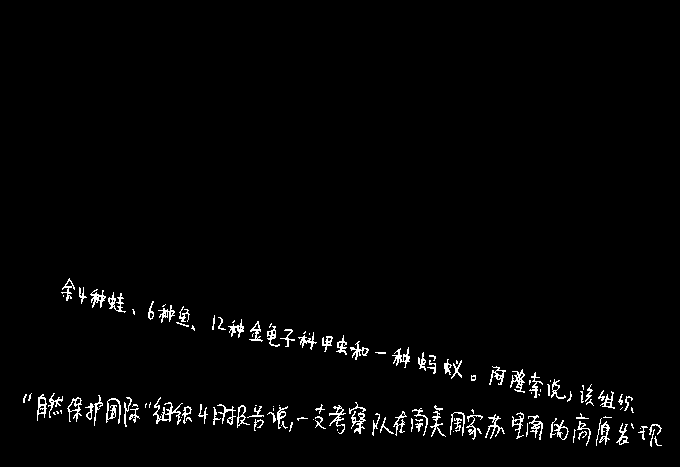 余4种蛙、6种鱼、12种金龟子科甲虫和一种蚂蚁。阿隆索说,该组织
“自然保护国际”组织4月报告说,一支考察队在南美国家苏里南的高原发现